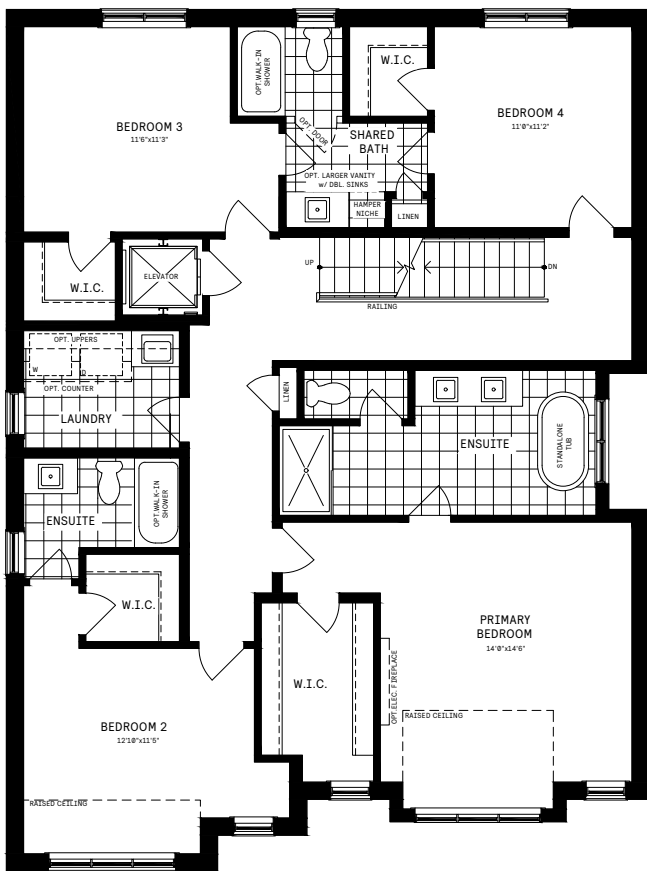 BEDROOM 3
11'6"x11'3"
OPT.WALK-IN
SHOWER
W.I.C.
BEDROOM 4
11'0"x11'2"
OPT. DOOR
SHARED
BATH
OPT. LARGER VANITY
w/ DBL. SINKS
HAMPER
NICHE
LINEN
W.I.C.
ELEVATOR
UP
DN
RAILING
OPT. UPPERS
W
D
OPT. COUNTER
LAUNDRY
LINEN
ENSUITE
STANDALONE
TUB
ENSUITE
OPT.WALK-IN
SHOWER
W.I.C.
W.I.C.
PRIMARY
BEDROOM
14'0"x14'6"
OPT.ELEC. FIREPLACE
RAISED CEILING
BEDROOM 2
12'10"x11'5"
RAISED CEILING